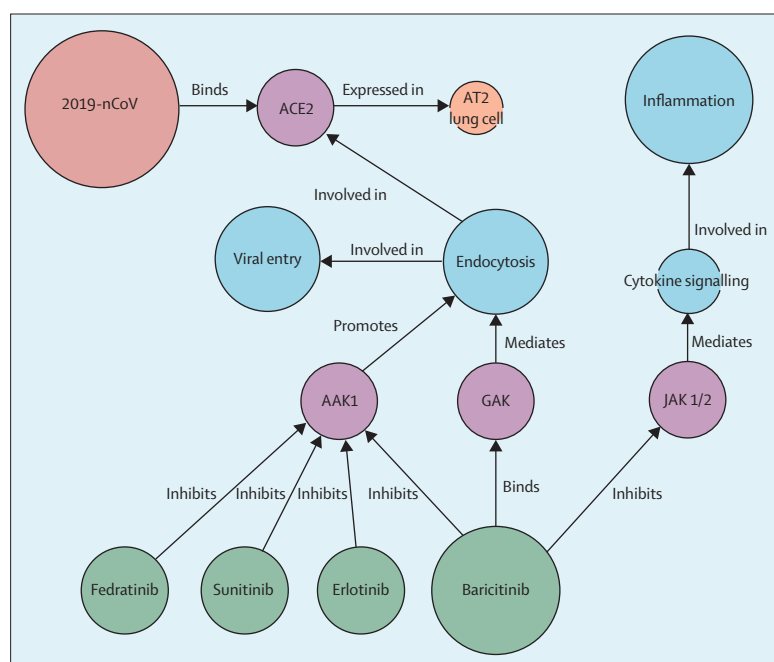 2019-nCoV
Binds
ACE2
Expressed in
AT2
lung cell
Inflammation
Involved in
Viral entry
Involved in
Endocytosis
Involved in
Cytokine signalling
Promotes
Mediates
Mediates
AAK1
GAK
JAK 1/2
Inhibits
Inhibits
Inhibits
Inhibits
Binds
Inhibits
Fedratinib
Sunitinib
Erlotinib
Baricitinib